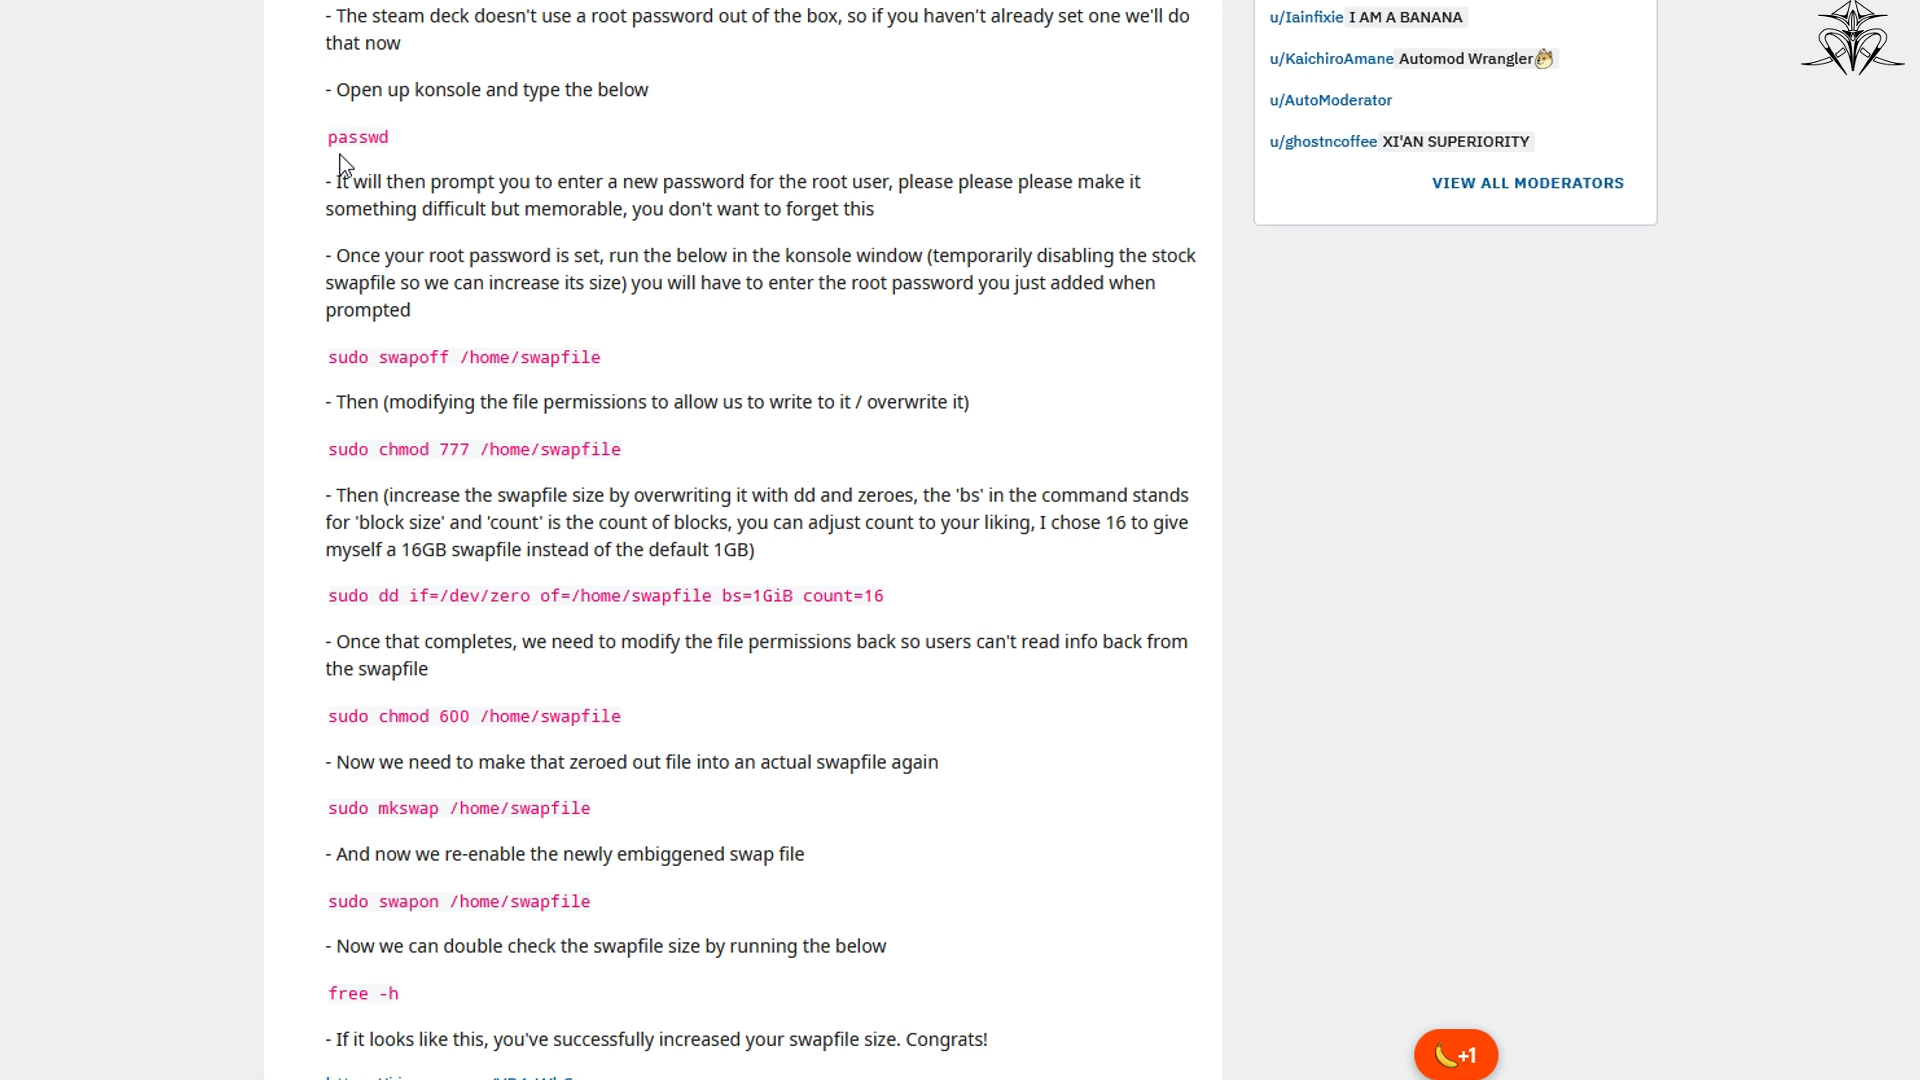 - The steam deck doesn't use a root password out of the box, so if you haven't already set one we'll do
that now
- Open up konsole and type the below
passwd
- It will then prompt you to enter a new password for the root user, please please please make it
something difficult but memorable, you don't want to forget this
- Once your root password is set, run the below in the konsole window (temporarily disabling the stock
swapfile so we can increase its size) you will have to enter the root password you just added when
prompted
sudo swapoff /home/swapfile
- Then (modifying the file permissions to allow us to write to it / overwrite it)
sudo chmod 777 /home/swapfile
- Then (increase the swapfile size by overwriting it with dd and zeroes, the 'bs' in the command stands
for 'block size' and 'count' is the count of blocks, you can adjust count to your liking, I chose 16 to give
myself a 16GB swapfile instead of the default 1GB)
sudo dd if=/dev/zero of=/home/swapfile bs=1GiB count=16
- Once that completes, we need to modify the file permissions back so users can't read info back from
the swapfile
sudo chmod 600 /home/swapfile
- Now we need to make that zeroed out file into an actual swapfile again
sudo mkswap /home/swapfile
- And now we re-enable the newly embiggened swap file
sudo swapon /home/swapfile
- Now we can double check the swapfile size by running the below
free -h
- If it looks like this, you've successfully increased your swapfile size. Congrats!
u/Iainfixie I AM A BANANA
u/KaichiroAmane Automod Wrangler
u/AutoModerator
u/ghostncoffee XI'AN SUPERIORITY
VIEW ALL MODERATORS
+1